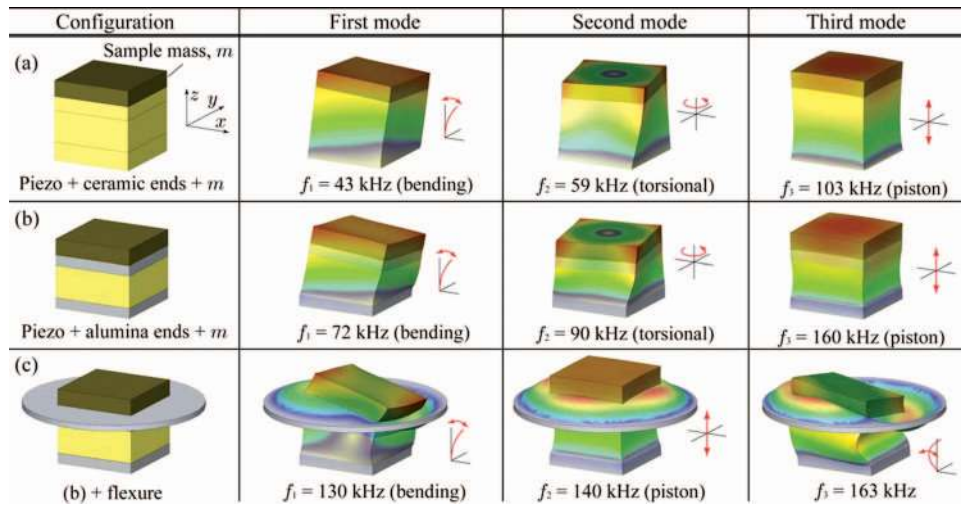 Configuration First mode Second mode Third mode
(a) Sample mass, m
z y x
Piezo + ceramic ends + m f₁ = 43 kHz (bending) f₂ = 59 kHz (torsional) f₃ = 103 kHz (piston)
(b)
Piezo + alumina ends + m f₁ = 72 kHz (bending) f₂ = 90 kHz (torsional) f₃ = 160 kHz (piston)
(c)
(b) + flexure f₁ = 130 kHz (bending) f₂ = 140 kHz (piston) f₃ = 163 kHz